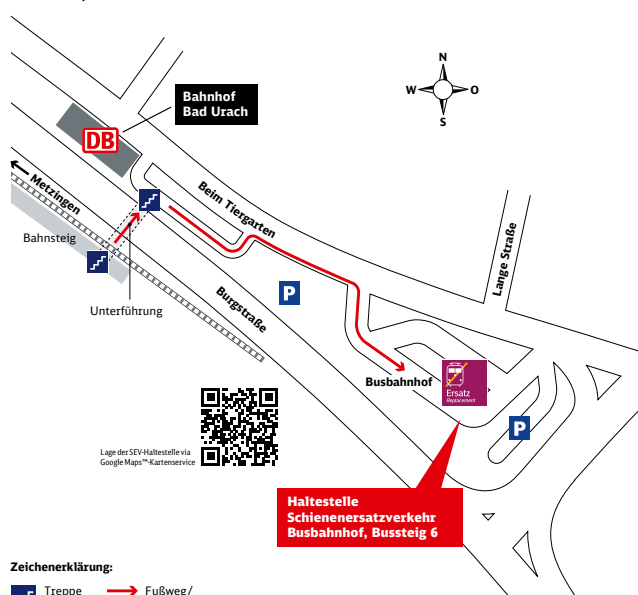 Bahnhof
Bad Urach
N
W
O
S
DB
Metzingen
Beim Tiergarten
Lange Straße
Bahnsteig
Unterführung
Burgstraße
P
Busbahnhof
Ersatz
Replacement
P
Lage der SEV-Haltestelle via
Google Maps™-Kartenservice
Haltestelle
Schienenersatzverkehr
Busbahnhof, Bussteig 6
Zeichenerklärung:
Treppe
Fußweg/